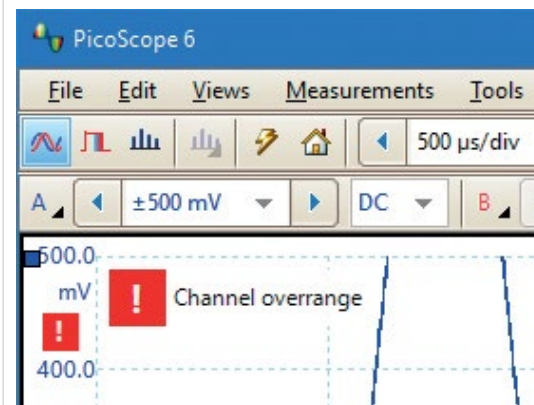 PicoScope 6
File Edit Views Measurements Tools
500 µs/div
A ±500 mV DC B
500.0
mV ! Channel overrange
!
400.0